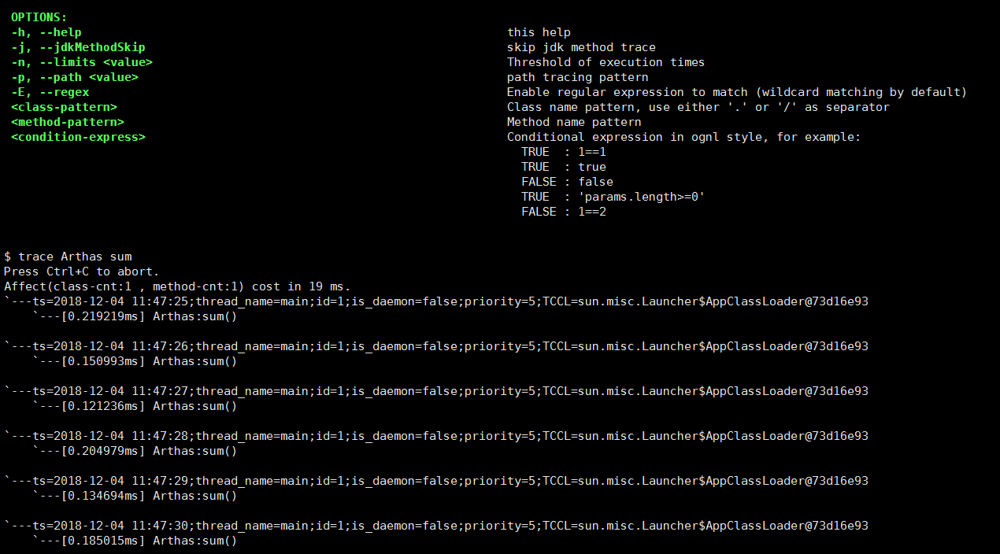 OPTIONS:
-h, --help this help
-j, --jdkMethodSkip skip jdk method trace
-n, --limits <value> Threshold of execution times
-p, --path <value> path tracing pattern
-E, --regex Enable regular expression to match (wildcard matching by default)
<class-pattern> Class name pattern, use either '.' or '/' as separator
<method-pattern> Method name pattern
<condition-express> Conditional expression in ognl style, for example:
TRUE : 1==1
TRUE : true
FALSE : false
TRUE : 'params.length>=0'
FALSE : 1==2
$ trace Arthas sum
Press Ctrl+C to abort.
Affect(class-cnt:1 , method-cnt:1) cost in 19 ms.
`---ts=2018-12-04 11:47:25;thread_name=main;id=1;is_daemon=false;priority=5;TCCL=sun.misc.Launcher$AppClassLoader@73d16e93
`---[0.219219ms] Arthas:sum()
`---ts=2018-12-04 11:47:26;thread_name=main;id=1;is_daemon=false;priority=5;TCCL=sun.misc.Launcher$AppClassLoader@73d16e93
`---[0.150993ms] Arthas:sum()
`---ts=2018-12-04 11:47:27;thread_name=main;id=1;is_daemon=false;priority=5;TCCL=sun.misc.Launcher$AppClassLoader@73d16e93
`---[0.121236ms] Arthas:sum()
`---ts=2018-12-04 11:47:28;thread_name=main;id=1;is_daemon=false;priority=5;TCCL=sun.misc.Launcher$AppClassLoader@73d16e93
`---[0.204979ms] Arthas:sum()
`---ts=2018-12-04 11:47:29;thread_name=main;id=1;is_daemon=false;priority=5;TCCL=sun.misc.Launcher$AppClassLoader@73d16e93
`---[0.134694ms] Arthas:sum()
`---ts=2018-12-04 11:47:30;thread_name=main;id=1;is_daemon=false;priority=5;TCCL=sun.misc.Launcher$AppClassLoader@73d16e93
`---[0.185015ms] Arthas:sum()